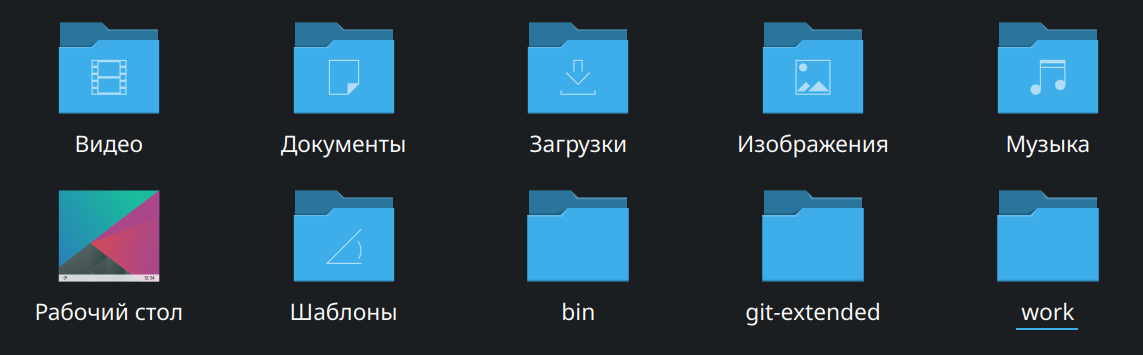 Видео
Документы
Загрузки
Изображения
Музыка
Рабочий стол
Шаблоны
bin
git-extended
work